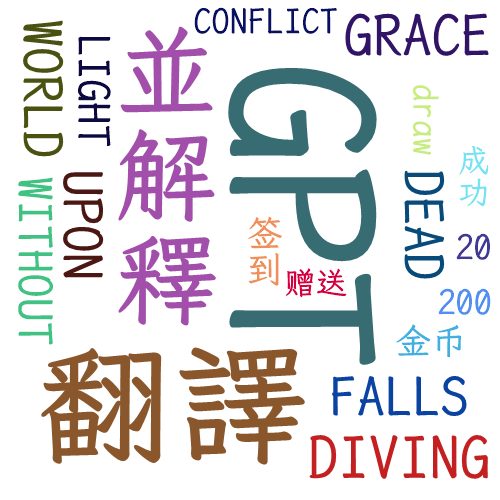 CONFLICT
GRACE
WORLD
LIGHT
並解釋
GPT
draw
成功
WITHOUT
UPON
签到
赠送
DEAD
20
200
金币
翻譯
FALLS
DIVING